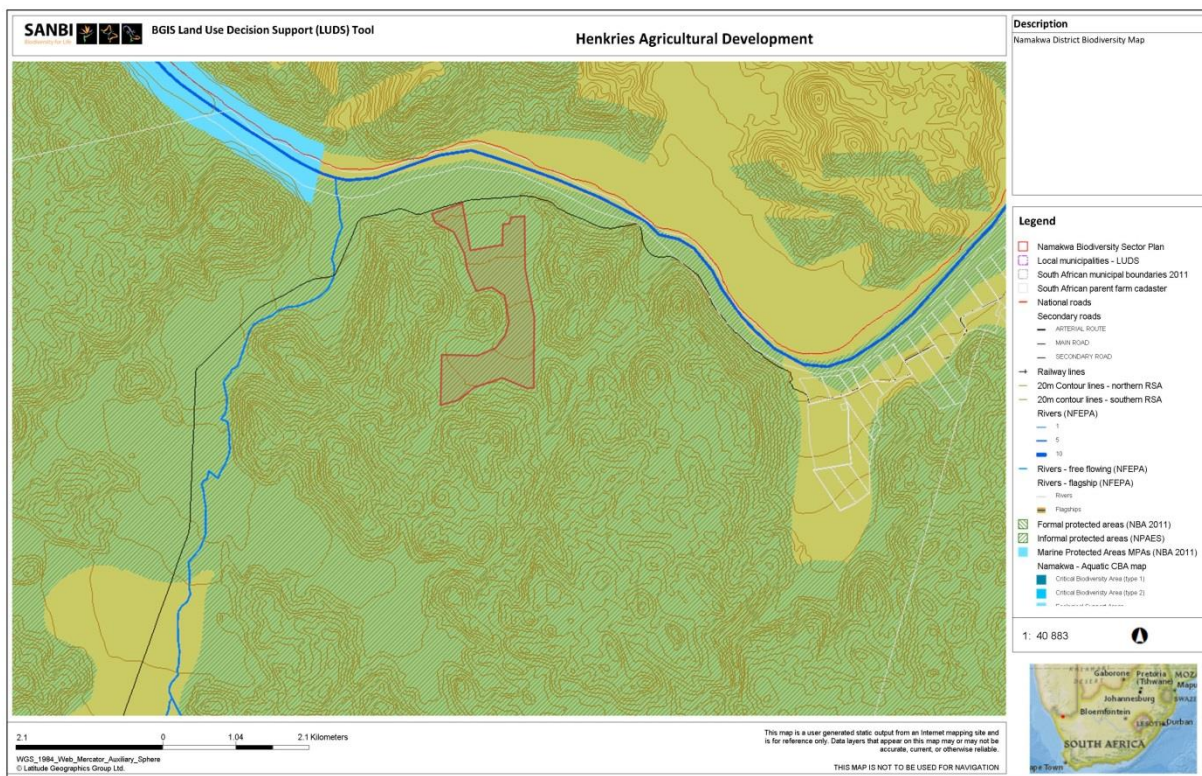 SANBI
Biodiversity for Life
BGIS Land Use Decision Support (LUDS) Tool
Henkries Agricultural Development
Description
Namakwa District Biodiversity Map
Legend
Namakwa Biodiversity Sector Plan
Local municipalities - LUDS
South African municipal boundaries 2011
South African parent farm cadaster
National roads
Secondary roads
ARTERIAL ROUTE
MAIN ROAD
SECONDARY ROAD
Railway lines
20m Contour lines - northern RSA
20m contour lines - southern RSA
Rivers (NFEPA)
1
5
10
Rivers - free flowing (NFEPA)
Rivers - flagship (NFEPA)
Rivers
Flagships
Formal protected areas (NBA 2011)
Informal protected areas (NPAES)
Marine Protected Areas MPAs (NBA 2011)
Namakwa - Aquatic CBA map
Critical Biodiversity Area (type 1)
Critical Biodiversity Area (type 2)
1: 40 883
Gaborone
Pretoria
(Tshwane)
Johannesburg
Bloemfontein
LESOTHO
Durban
SOUTH AFRICA
ape Town
2.1 0 1.04 2.1 Kilometers
WGS_1984_Web_Mercator_Auxiliary_Sphere
© Latitude Geographics Group Ltd.
This map is a user generated static output from an Internet mapping site and
is for reference only. Data layers that appear on this map may or may not be
accurate, current, or otherwise reliable.
THIS MAP IS NOT TO BE USED FOR NAVIGATION